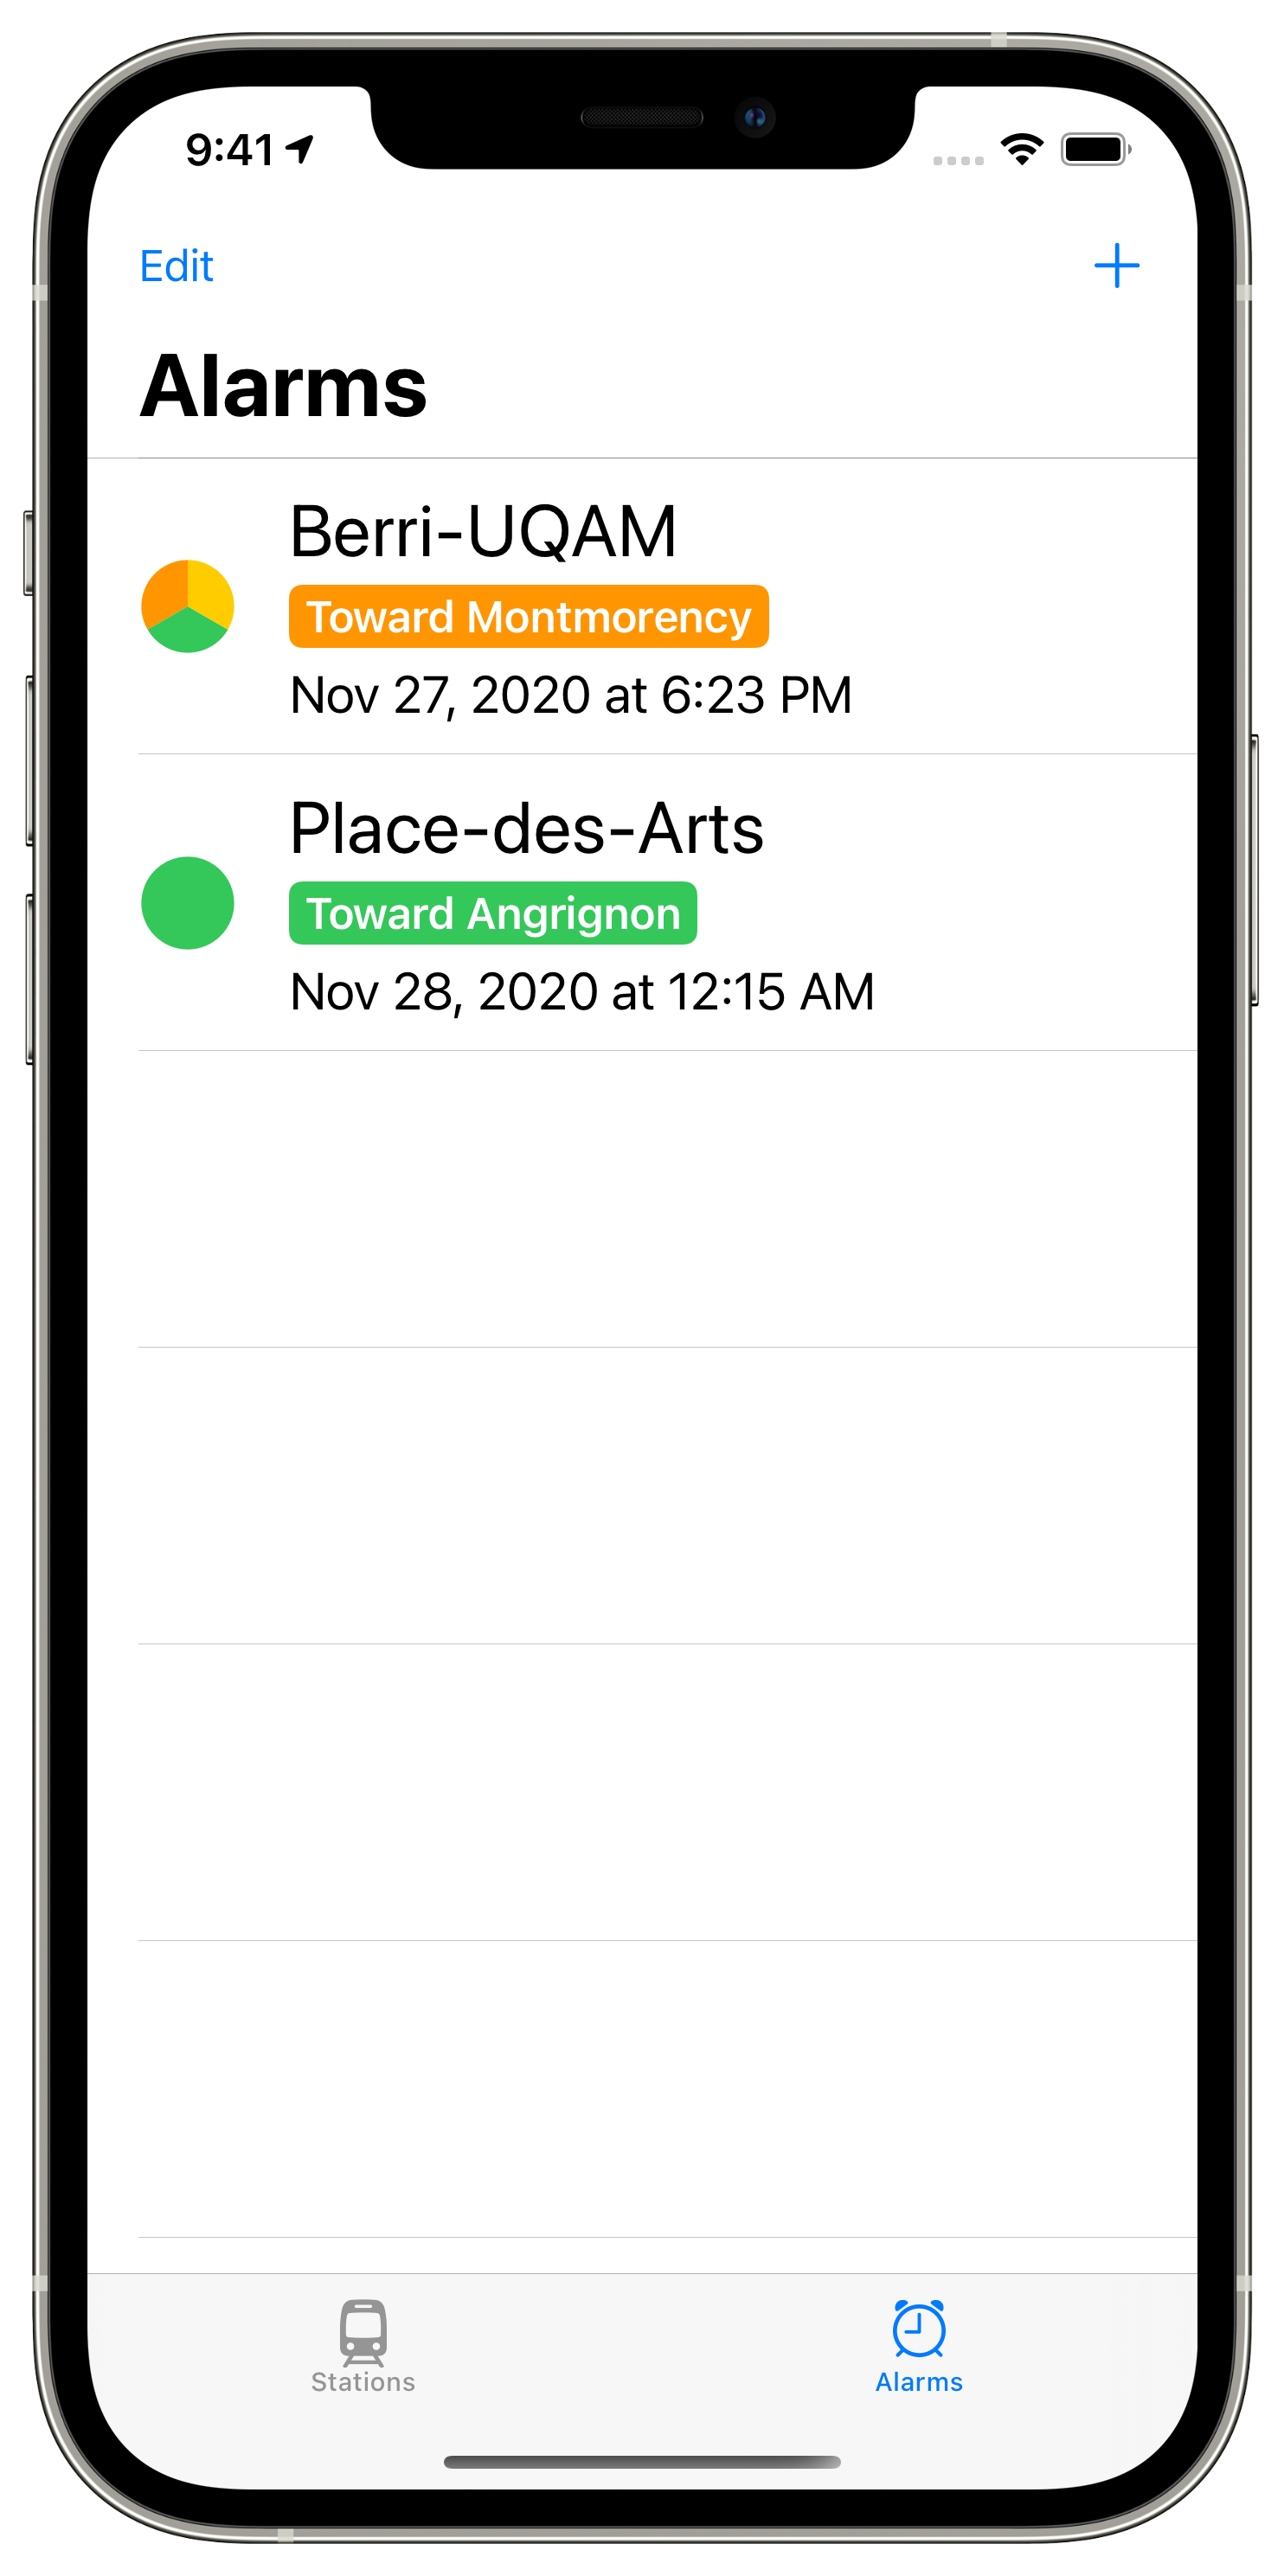 9:41
Edit
Alarms
Berri-UQAM
Toward Montmorency
Nov 27, 2020 at 6:23 PM
Place-des-Arts
Toward Angrignon
Nov 28, 2020 at 12:15 AM
Stations
Alarms